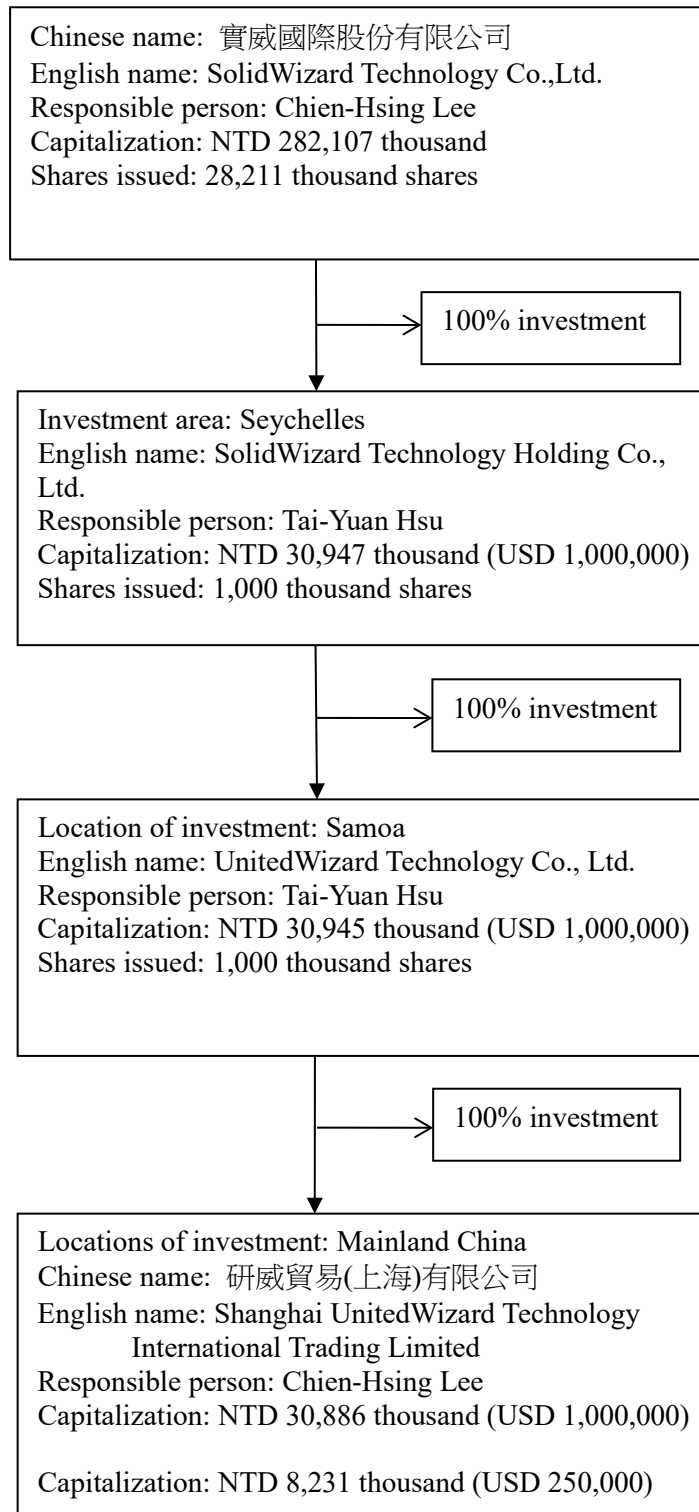 Chinese name: 實威國際股份有限公司
English name: SolidWizard Technology Co.,Ltd.
Responsible person: Chien-Hsing Lee
Capitalization: NTD 282,107 thousand
Shares issued: 28,211 thousand shares
100% investment
Investment area: Seychelles
English name: SolidWizard Technology Holding Co.,
Ltd.
Responsible person: Tai-Yuan Hsu
Capitalization: NTD 30,947 thousand (USD 1,000,000)
Shares issued: 1,000 thousand shares
100% investment
Location of investment: Samoa
English name: UnitedWizard Technology Co., Ltd.
Responsible person: Tai-Yuan Hsu
Capitalization: NTD 30,945 thousand (USD 1,000,000)
Shares issued: 1,000 thousand shares
100% investment
Locations of investment: Mainland China
Chinese name: 研威貿易(上海)有限公司
English name: Shanghai UnitedWizard Technology
International Trading Limited
Responsible person: Chien-Hsing Lee
Capitalization: NTD 30,886 thousand (USD 1,000,000)
Capitalization: NTD 8,231 thousand (USD 250,000)